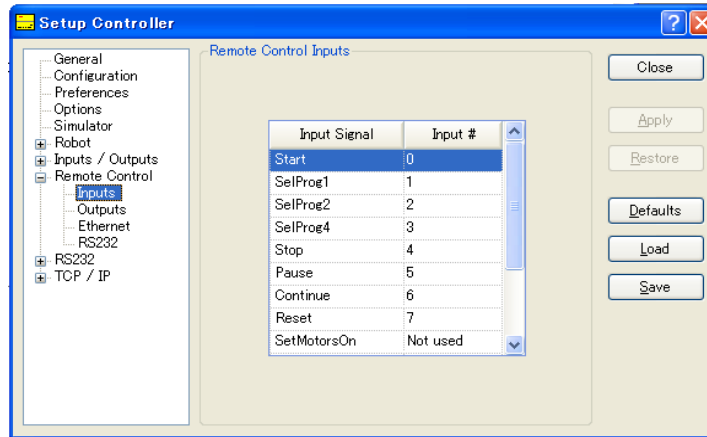 Setup Controller
General
Configuration
Preferences
Options
Simulator
Robot
Inputs / Outputs
Remote Control
Inputs
Outputs
Ethernet
RS232
RS232
TCP / IP
Remote Control Inputs
Input Signal Input #
Start 0
SelProg1 1
SelProg2 2
SelProg4 3
Stop 4
Pause 5
Continue 6
Reset 7
SetMotorsOn Not used
Close
Apply
Restore
Defaults
Load
Save